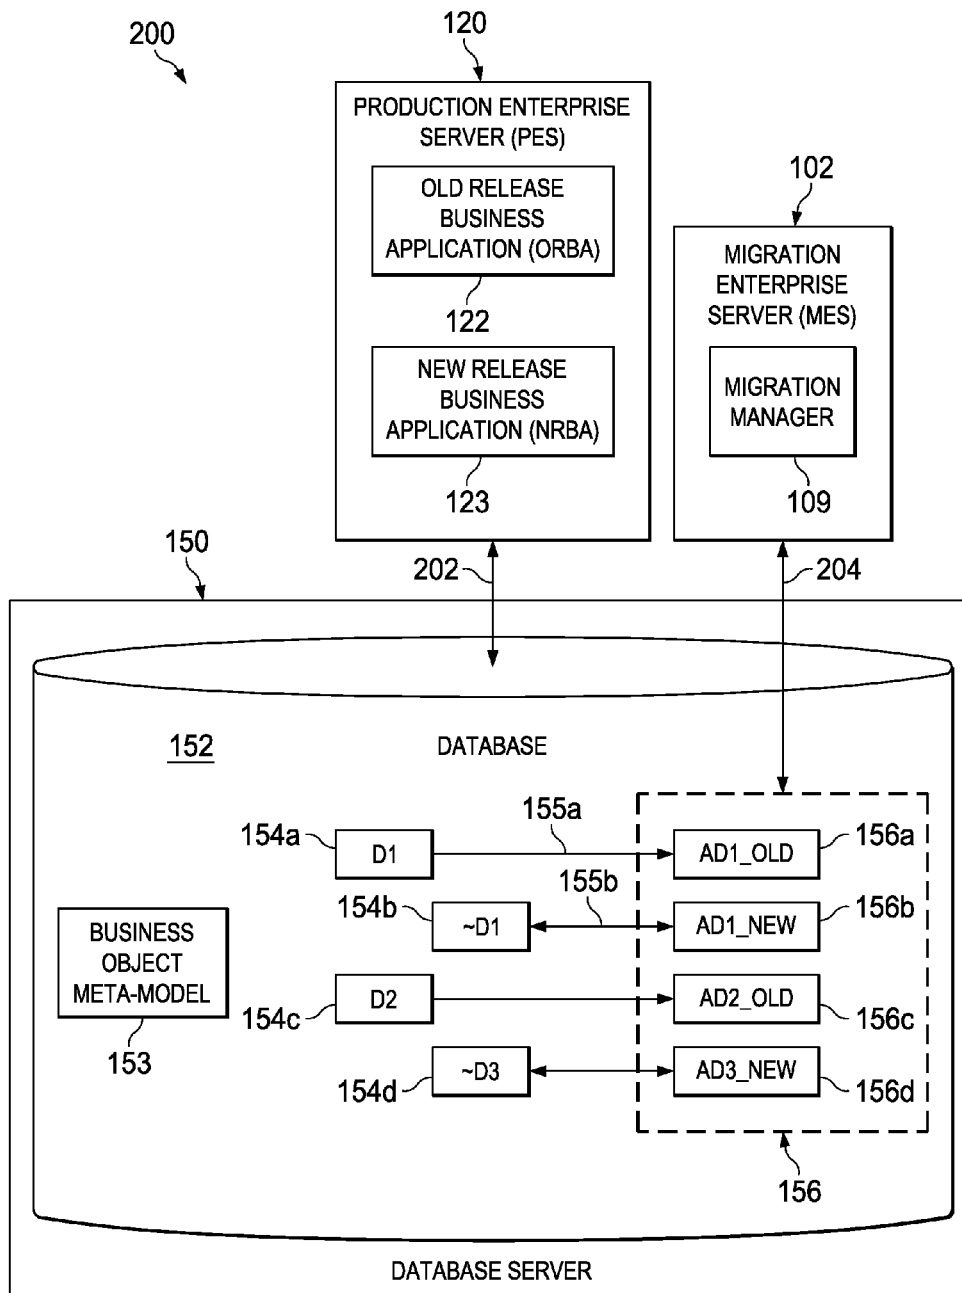 200
120
PRODUCTION ENTERPRISE
SERVER (PES)
OLD RELEASE
BUSINESS
APPLICATION (ORBA)
122
NEW RELEASE
BUSINESS
APPLICATION (NRBA)
123
102
MIGRATION
ENTERPRISE
SERVER (MES)
MIGRATION
MANAGER
109
150
202
204
152
DATABASE
155a
154a
D1
AD1_OLD
156a
155b
154b
~D1
AD1_NEW
156b
BUSINESS
OBJECT
META-MODEL
153
154c
D2
AD2_OLD
156c
154d
~D3
AD3_NEW
156d
156
DATABASE SERVER